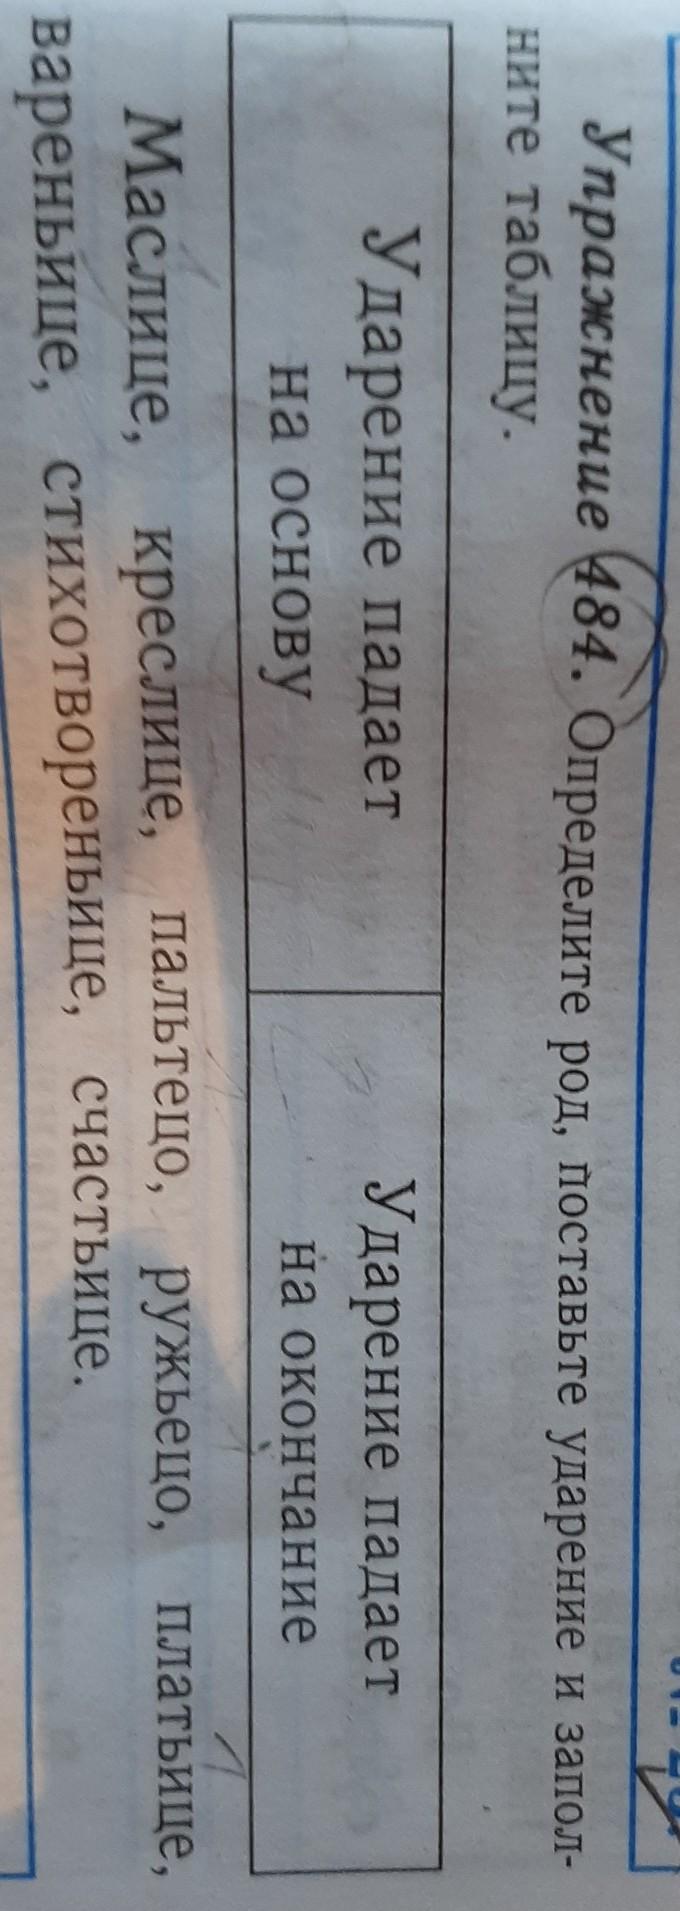 Упражнение 484. Определите род, поставьте ударение и запол-
ните таблицу.
Ударение падает
на основу
Ударение падает
на окончание
Маслице, креслице, пальтецо, ружьецо, платьице,
вареньице, стихотвореньице, счастьице.